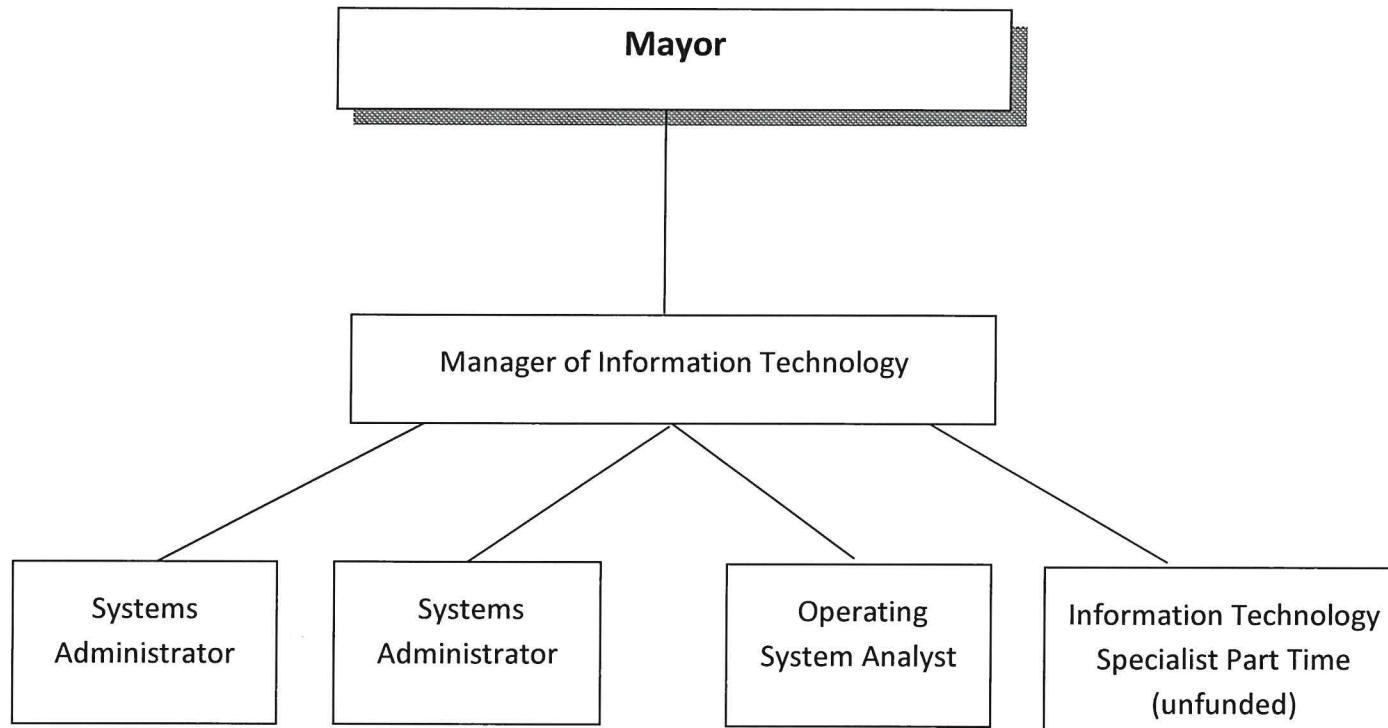 Mayor
Manager of Information Technology
Systems
Administrator
Systems
Administrator
Operating
System Analyst
Information Technology
Specialist Part Time
(unfunded)